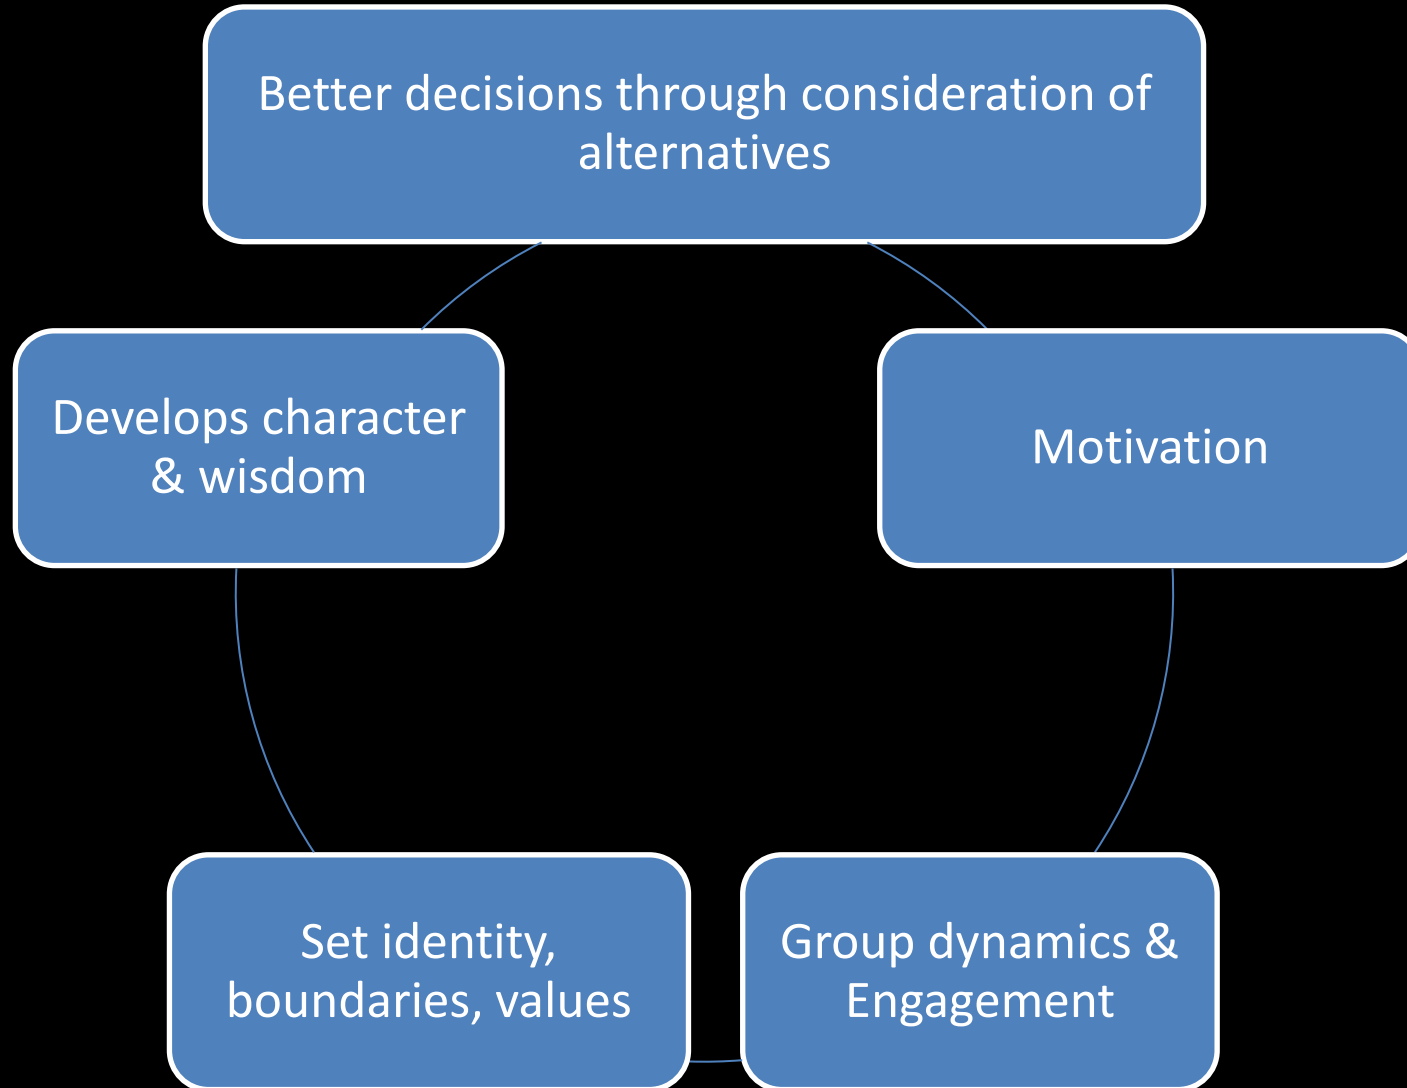 Better decisions through consideration of
alternatives
Develops character
& wisdom
Motivation
Set identity,
boundaries, values
Group dynamics &
Engagement